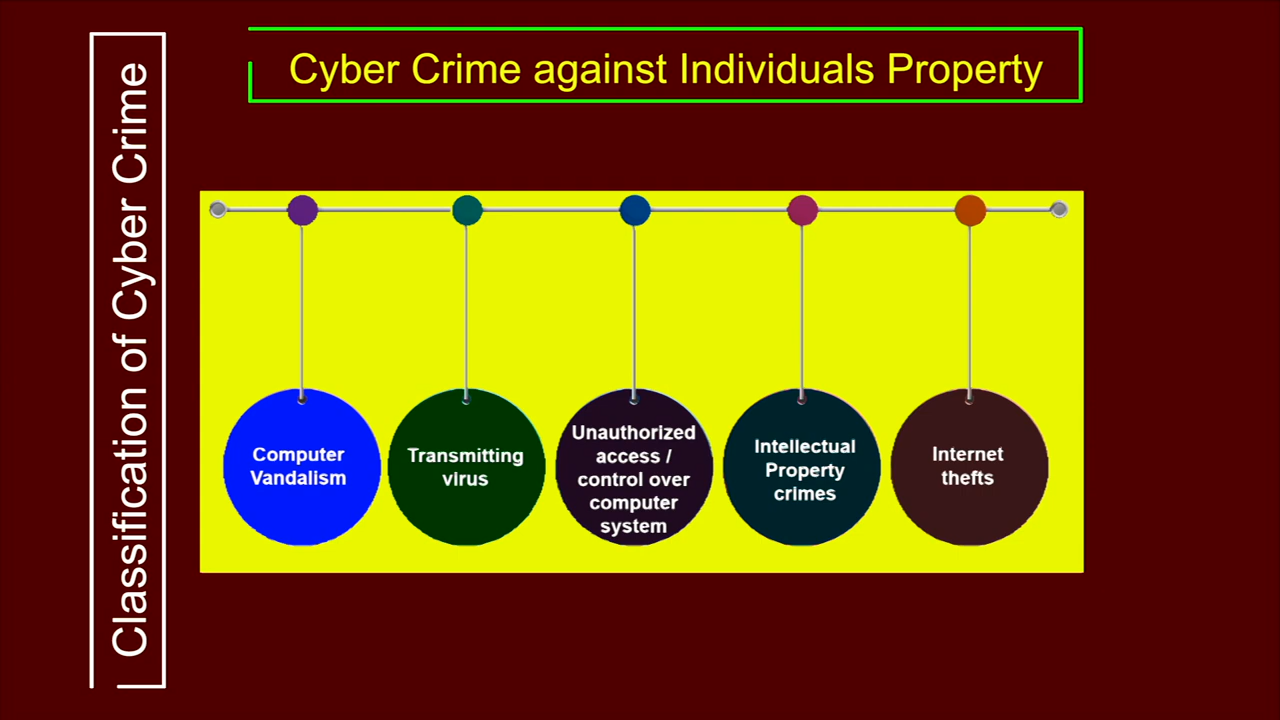 Classification of Cyber Crime
Cyber Crime against Individuals Property
Computer
Vandalism
Transmitting
virus
Unauthorized
access /
control over
computer
system
Intellectual
Property
crimes
Internet
thefts